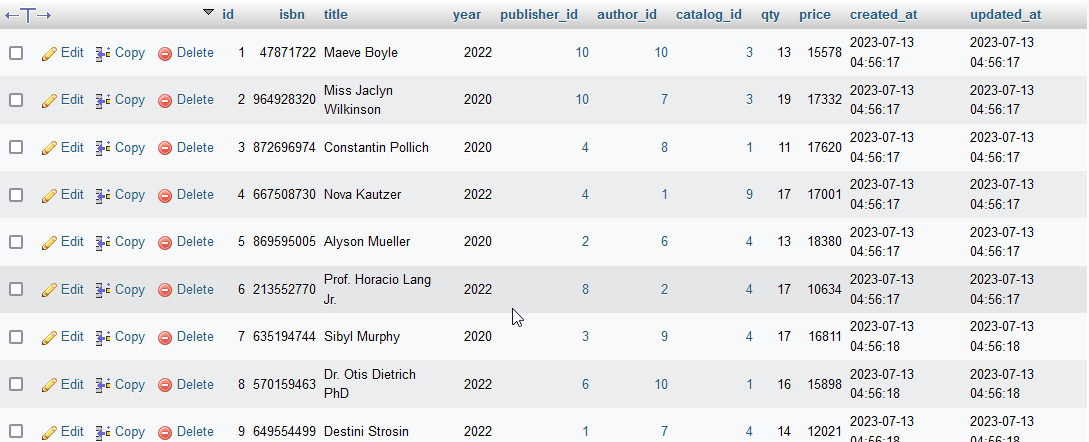 id isbn title year publisher_id author_id catalog_id qty price created_at updated_at
Edit Copy Delete 1 47871722 Maeve Boyle 2022 10 10 3 13 15578 2023-07-13 04:56:17 2023-07-13 04:56:17
Edit Copy Delete 2 964928320 Miss Jaclyn Wilkinson 2020 10 7 3 19 17332 2023-07-13 04:56:17 2023-07-13 04:56:17
Edit Copy Delete 3 872696974 Constantin Pollich 2020 4 8 1 11 17620 2023-07-13 04:56:17 2023-07-13 04:56:17
Edit Copy Delete 4 667508730 Nova Kautzer 2022 4 1 9 17 17001 2023-07-13 04:56:17 2023-07-13 04:56:17
Edit Copy Delete 5 869595005 Alyson Mueller 2020 2 6 4 13 18380 2023-07-13 04:56:17 2023-07-13 04:56:17
Edit Copy Delete 6 213552770 Prof. Horacio Lang Jr. 2022 8 2 4 17 10634 2023-07-13 04:56:17 2023-07-13 04:56:17
Edit Copy Delete 7 635194744 Sibyl Murphy 2020 3 9 4 17 16811 2023-07-13 04:56:18 2023-07-13 04:56:18
Edit Copy Delete 8 570159463 Dr. Otis Dietrich PhD 2022 6 10 1 16 15898 2023-07-13 04:56:18 2023-07-13 04:56:18
Edit Copy Delete 9 649554499 Destini Strosin 2022 1 7 4 14 12021 2023-07-13 04:56:18 2023-07-13 04:56:18